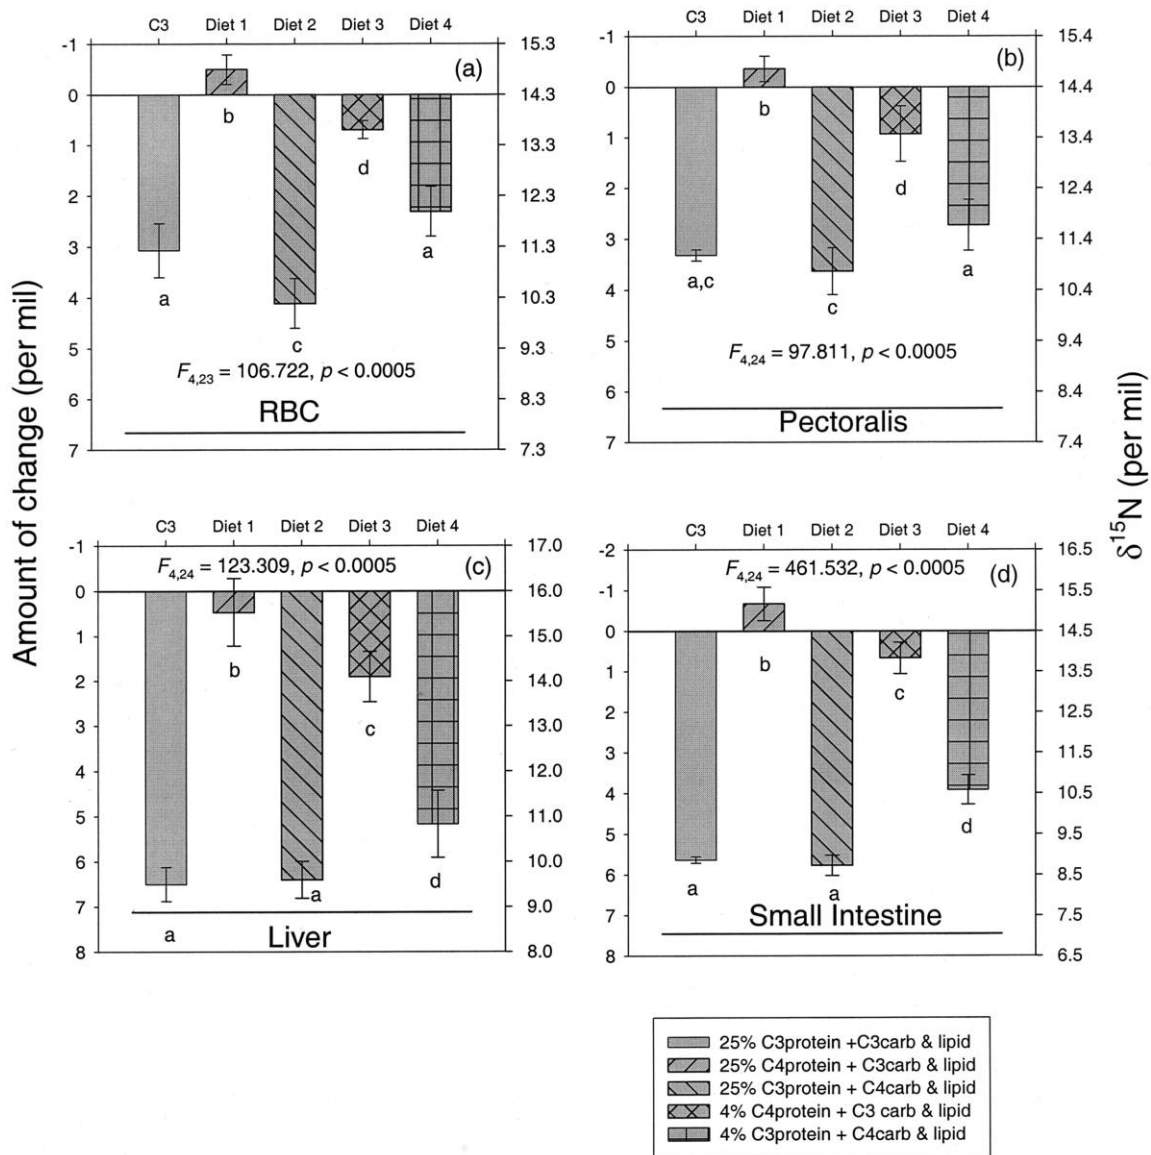 C3 Diet 1 Diet 2 Diet 3 Diet 4
-1 0 1 2 3 4 5 6 7
15.3 14.3 13.3 12.3 11.3 10.3 9.3 8.3 7.3
(a)
a b c d a
F4,23 = 106.722, p < 0.0005
RBC
C3 Diet 1 Diet 2 Diet 3 Diet 4
-1 0 1 2 3 4 5 6 7
15.4 14.4 13.4 12.4 11.4 10.4 9.4 8.4 7.4
(b)
a,c b c d a
F4,24 = 97.811, p < 0.0005
Pectoralis
Amount of change (per mil)
δ15N (per mil)
C3 Diet 1 Diet 2 Diet 3 Diet 4
-1 0 1 2 3 4 5 6 7 8
17.0 16.0 15.0 14.0 13.0 12.0 11.0 10.0 9.0 8.0
F4,24 = 123.309, p < 0.0005
(c)
a b a c d
Liver
C3 Diet 1 Diet 2 Diet 3 Diet 4
-2 -1 0 1 2 3 4 5 6 7 8
16.5 15.5 14.5 13.5 12.5 11.5 10.5 9.5 8.5 7.5 6.5
F4,24 = 461.532, p < 0.0005
(d)
a b a c d
Small Intestine
25% C3protein +C3carb & lipid
25% C4protein + C3carb & lipid
25% C3protein + C4carb & lipid
4% C4protein + C3 carb & lipid
4% C3protein + C4carb & lipid